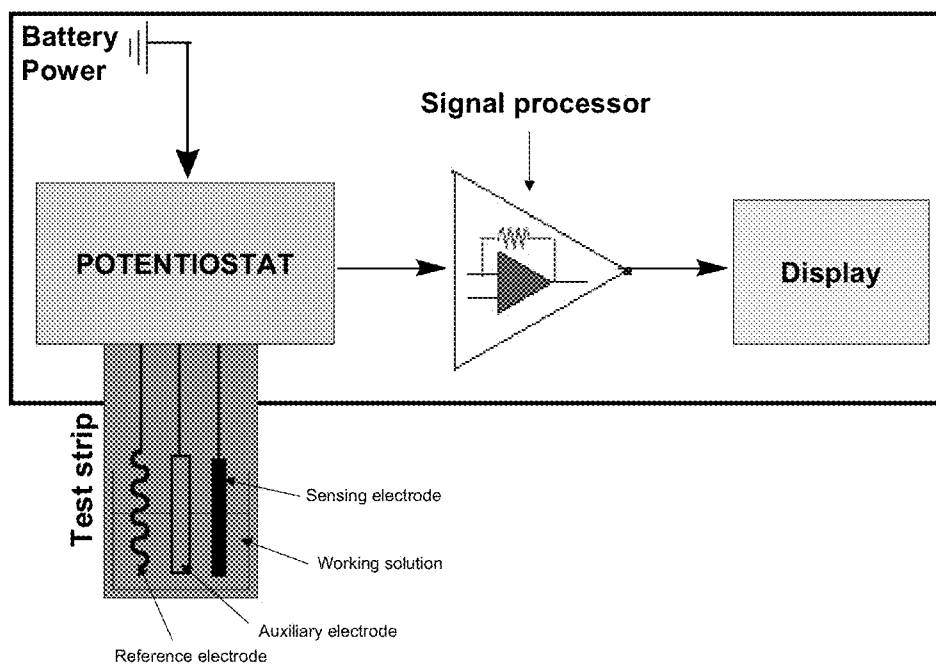 Battery
Power
Signal processor
POTENTIOSTAT
Display
Test strip
Sensing electrode
Working solution
Auxiliary electrode
Reference electrode